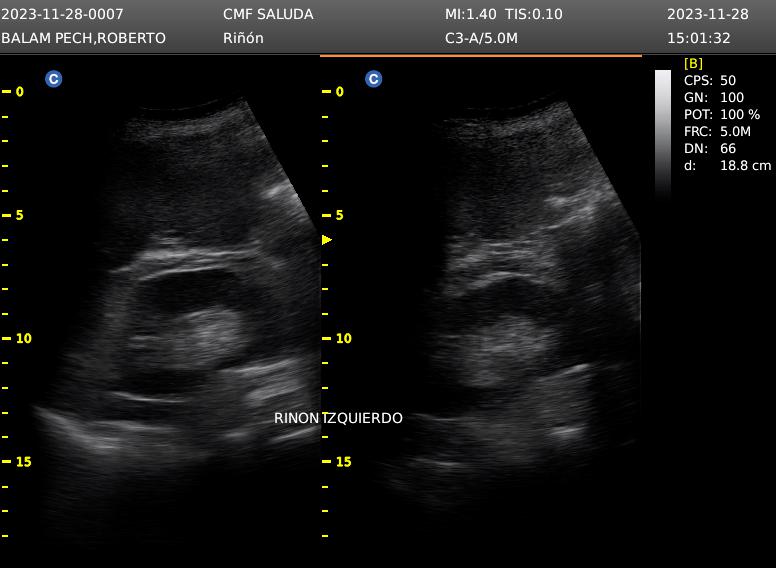 2023-11-28-0007 CMF SALUDA MI:1.40 TIS:0.10 2023-11-28
BALAM PECH,ROBERTO Riñón C3-A/5.0M 15:01:32
C
C
[B]
CPS: 50
GN: 100
POT: 100 %
FRC: 5.0M
DN: 66
d: 18.8 cm
0
5
10
15
0
5
10
15
RINON IZQUIERDO